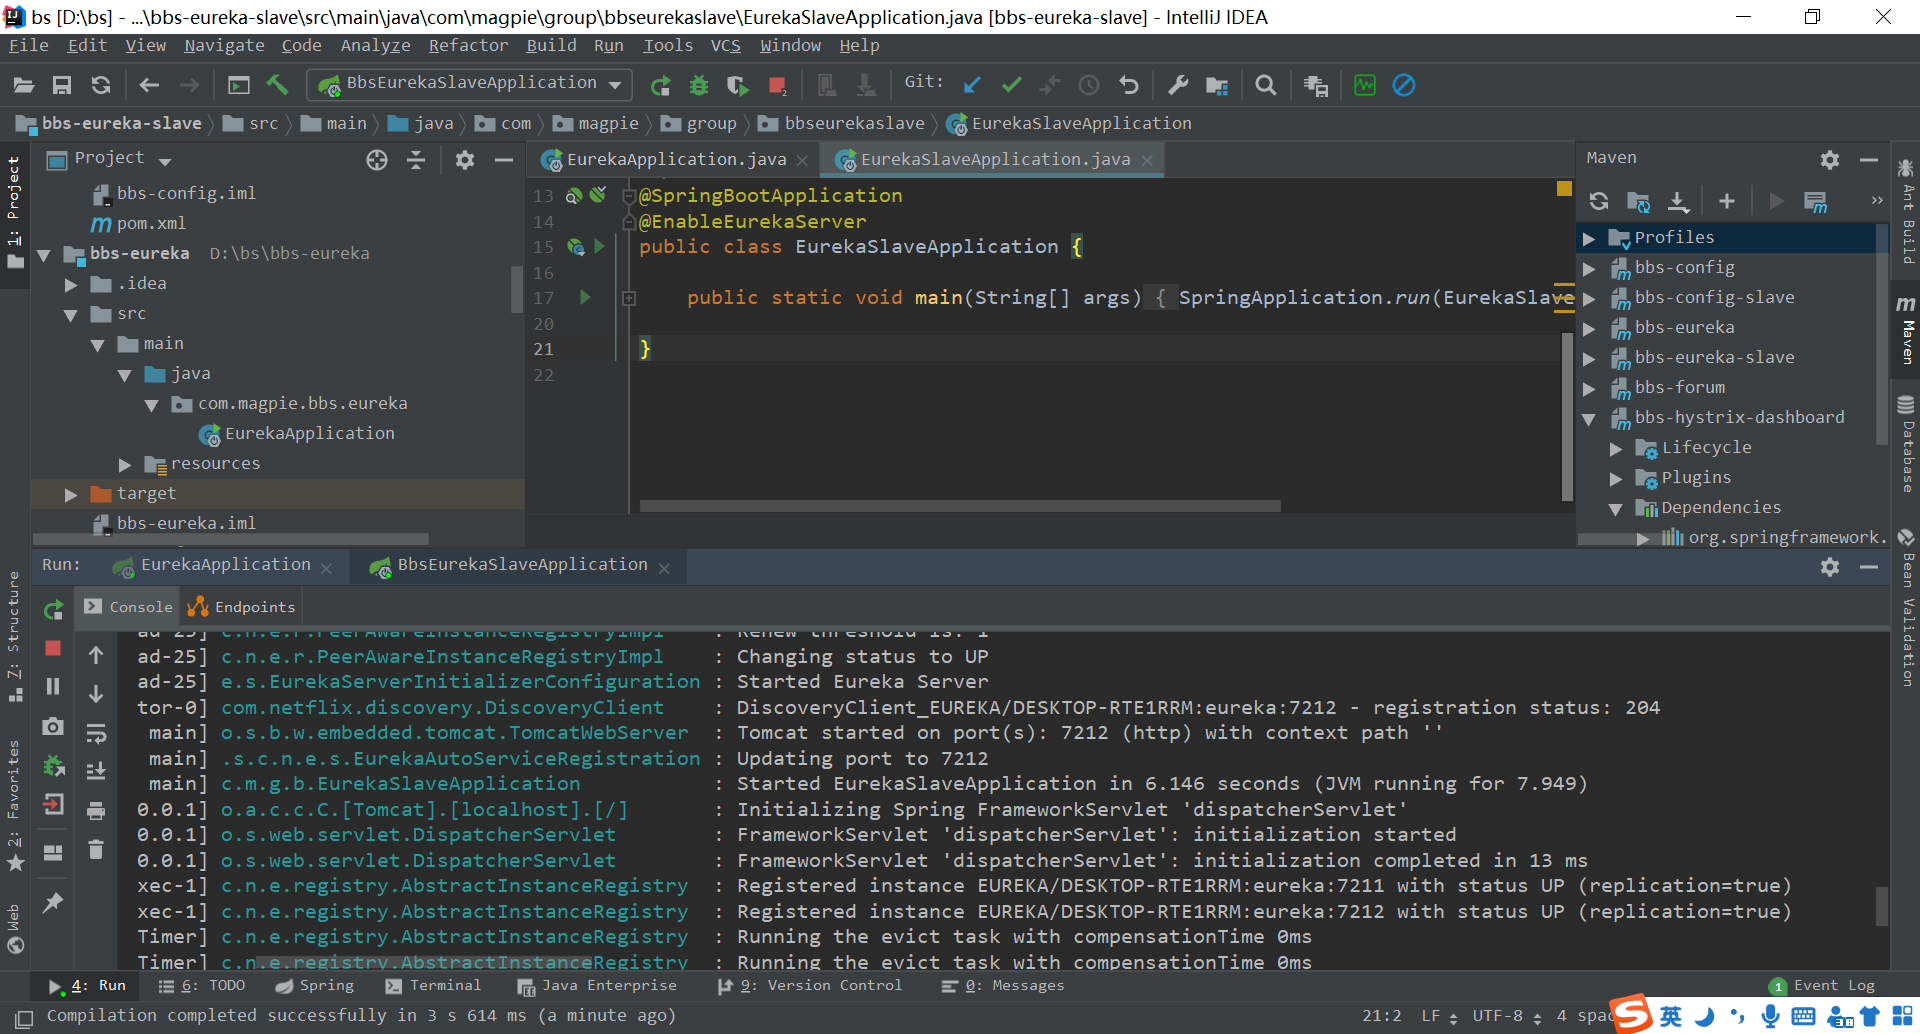 bs [D:\bs] - ...\bbs-eureka-slave\src\main\java\com\magpie\group\bbseurekaslave\EurekaSlaveApplication.java [bbs-eureka-slave] - IntelliJ IDEA
File Edit View Navigate Code Analyze Refactor Build Run Tools VCS Window Help
BbsEurekaSlaveApplication Git:
bbs-eureka-slave src main java com magpie group bbseurekaslave EurekaSlaveApplication
1: Project
Project
bbs-config.iml
pom.xml
bbs-eureka D:\bs\bbs-eureka
.idea
src
main
java
com.magpie.bbs.eureka
EurekaApplication
resources
target
bbs-eureka.iml
EurekaApplication.java EurekaSlaveApplication.java
13 @SpringBootApplication
14 @EnableEurekaServer
15 public class EurekaSlaveApplication {
16
17 public static void main(String[] args) { SpringApplication.run(EurekaSlave
20
21 }
22
Maven
Profiles
bbs-config
bbs-config-slave
bbs-eureka
bbs-eureka-slave
bbs-forum
bbs-hystrix-dashboard
Lifecycle
Plugins
Dependencies
org.springframework.
Ant Build
Maven
Database
Bean Validation
Run: EurekaApplication BbsEurekaSlaveApplication
Console Endpoints
Z: Structure
2: Favorites
Web
ad-25] c.n.e.r.PeerAwareInstanceRegistryImpl : Renew threshold is: 1
ad-25] c.n.e.r.PeerAwareInstanceRegistryImpl : Changing status to UP
ad-25] e.s.EurekaServerInitializerConfiguration : Started Eureka Server
tor-0] com.netflix.discovery.DiscoveryClient : DiscoveryClient_EUREKA/DESKTOP-RTE1RRM:eureka:7212 - registration status: 204
main] o.s.b.w.embedded.tomcat.TomcatWebServer : Tomcat started on port(s): 7212 (http) with context path ''
main] .s.c.n.e.s.EurekaAutoServiceRegistration : Updating port to 7212
main] c.m.g.b.EurekaSlaveApplication : Started EurekaSlaveApplication in 6.146 seconds (JVM running for 7.949)
0.0.1] o.a.c.c.C.[Tomcat].[localhost].[/] : Initializing Spring FrameworkServlet 'dispatcherServlet'
0.0.1] o.s.web.servlet.DispatcherServlet : FrameworkServlet 'dispatcherServlet': initialization started
0.0.1] o.s.web.servlet.DispatcherServlet : FrameworkServlet 'dispatcherServlet': initialization completed in 13 ms
xec-1] c.n.e.registry.AbstractInstanceRegistry : Registered instance EUREKA/DESKTOP-RTE1RRM:eureka:7211 with status UP (replication=true)
xec-1] c.n.e.registry.AbstractInstanceRegistry : Registered instance EUREKA/DESKTOP-RTE1RRM:eureka:7212 with status UP (replication=true)
Timer] c.n.e.registry.AbstractInstanceRegistry : Running the evict task with compensationTime 0ms
Timer] c.n.e.registry.AbstractInstanceRegistry : Running the evict task with compensationTime 0ms
4: Run 6: TODO Spring Terminal Java Enterprise 9: Version Control 0: Messages 1 Event Log
Compilation completed successfully in 3 s 614 ms (a minute ago) 21:2 LF UTF-8 4 spac
英